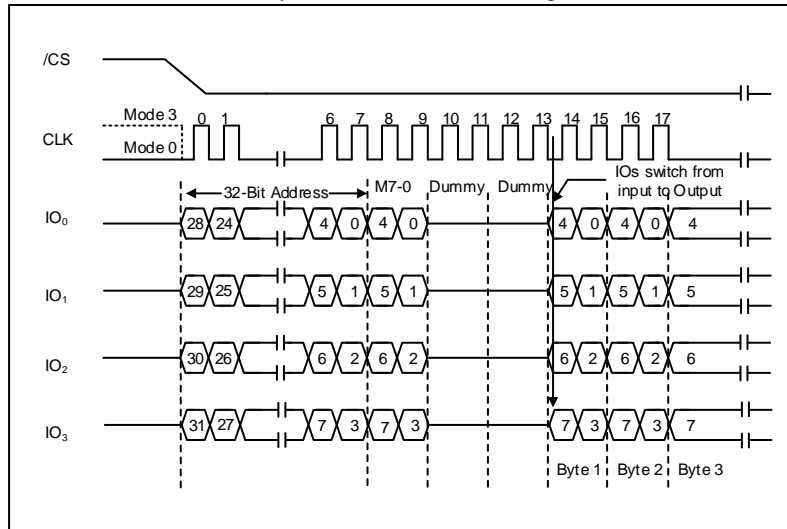 /CS
Mode 3
0 1 6 7 8 9 10 11 12 13 14 15 16 17
CLK
Mode 0
IOs switch from
input to Output
32-Bit Address M7-0 Dummy Dummy
IO₀ 28 24 4 0 4 0 4 0 4 0 4
IO₁ 29 25 5 1 5 1 5 1 5 1 5
IO₂ 30 26 6 2 6 2 6 2 6 2 6
IO₃ 31 27 7 3 7 3 7 3 7 3 7
Byte 1 Byte 2 Byte 3